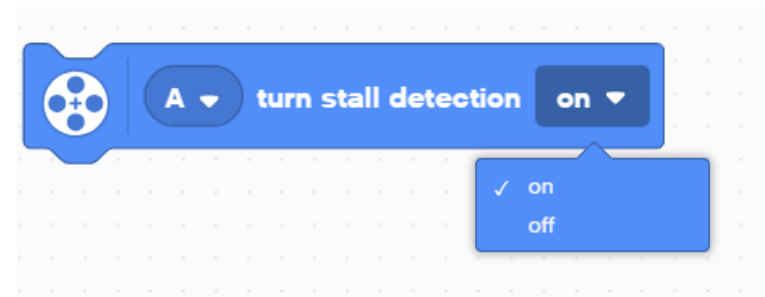 A turn stall detection on
✓ on
off